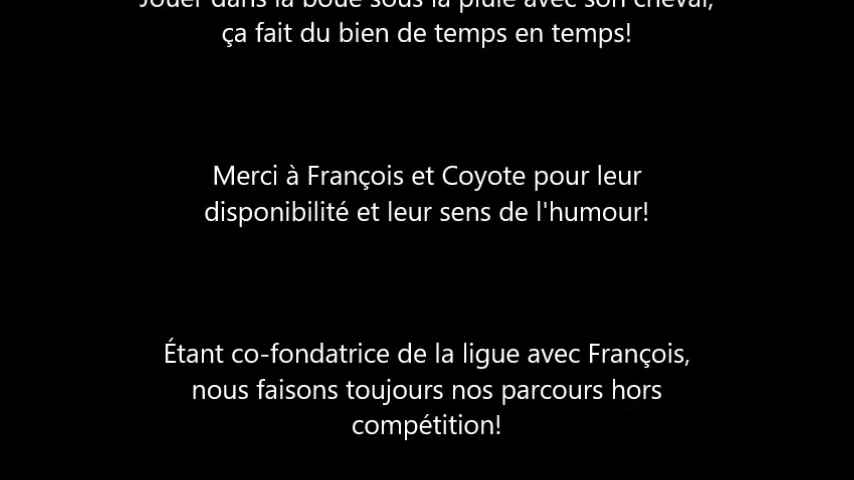 Jouer dans la boue sous la pluie avec son cheval,
ça fait du bien de temps en temps!
Merci à François et Coyote pour leur
disponibilité et leur sens de l'humour!
Étant co-fondatrice de la ligue avec François,
nous faisons toujours nos parcours hors
compétition!